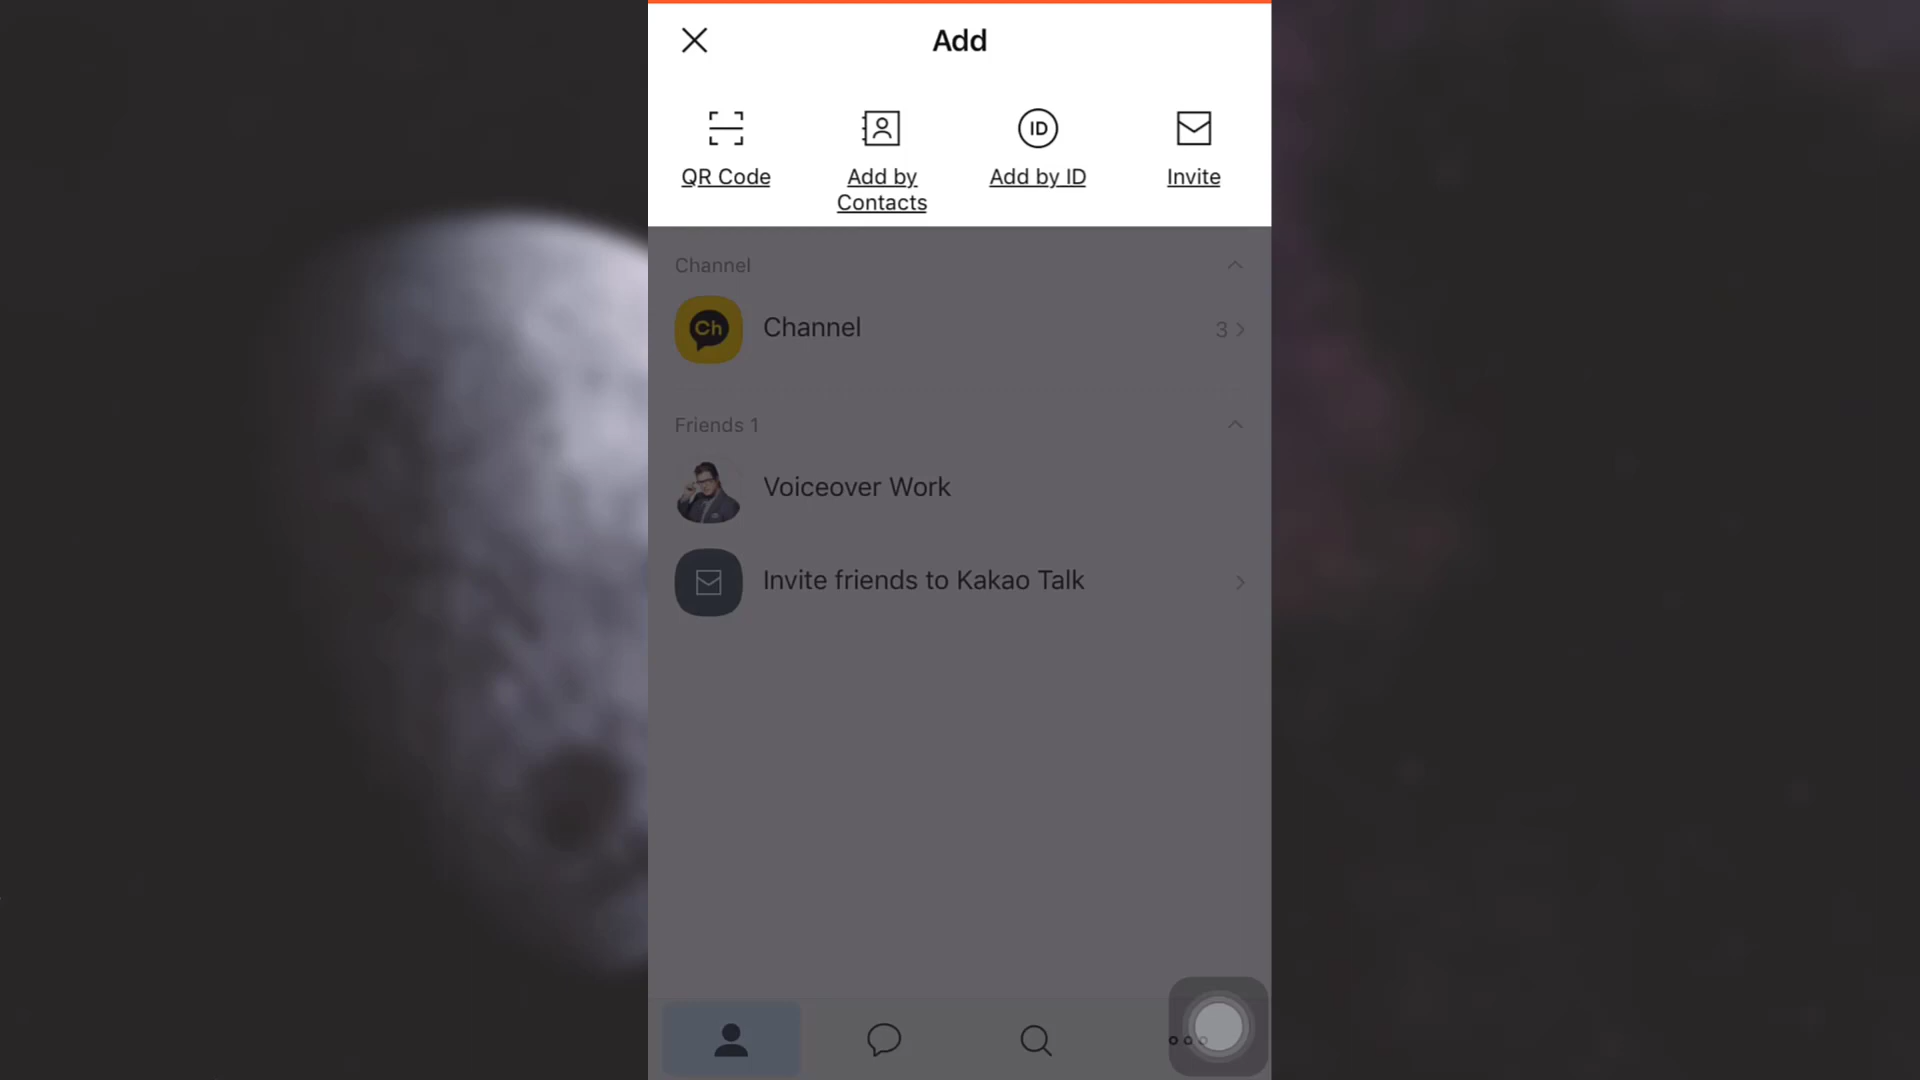 Add
QR Code
Add by
Contacts
ID
Add by ID
Invite
Channel
Ch
Channel
3
Friends 1
Voiceover Work
Invite friends to Kakao Talk